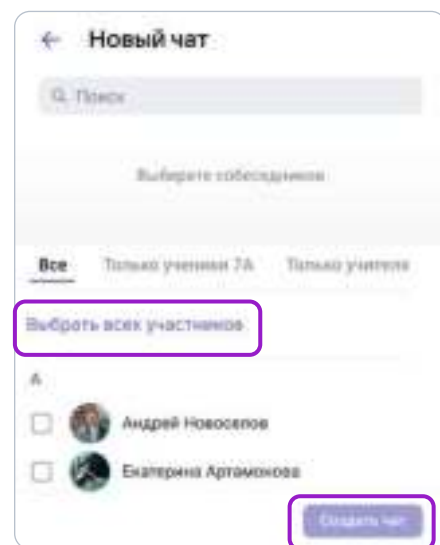 Новый чат
Поиск
Выберите собеседников
Все Только ученики 7А Только учителя
Выбрать всех участников
А
Андрей Новоселов
Екатерина Артамонова
Создать чат